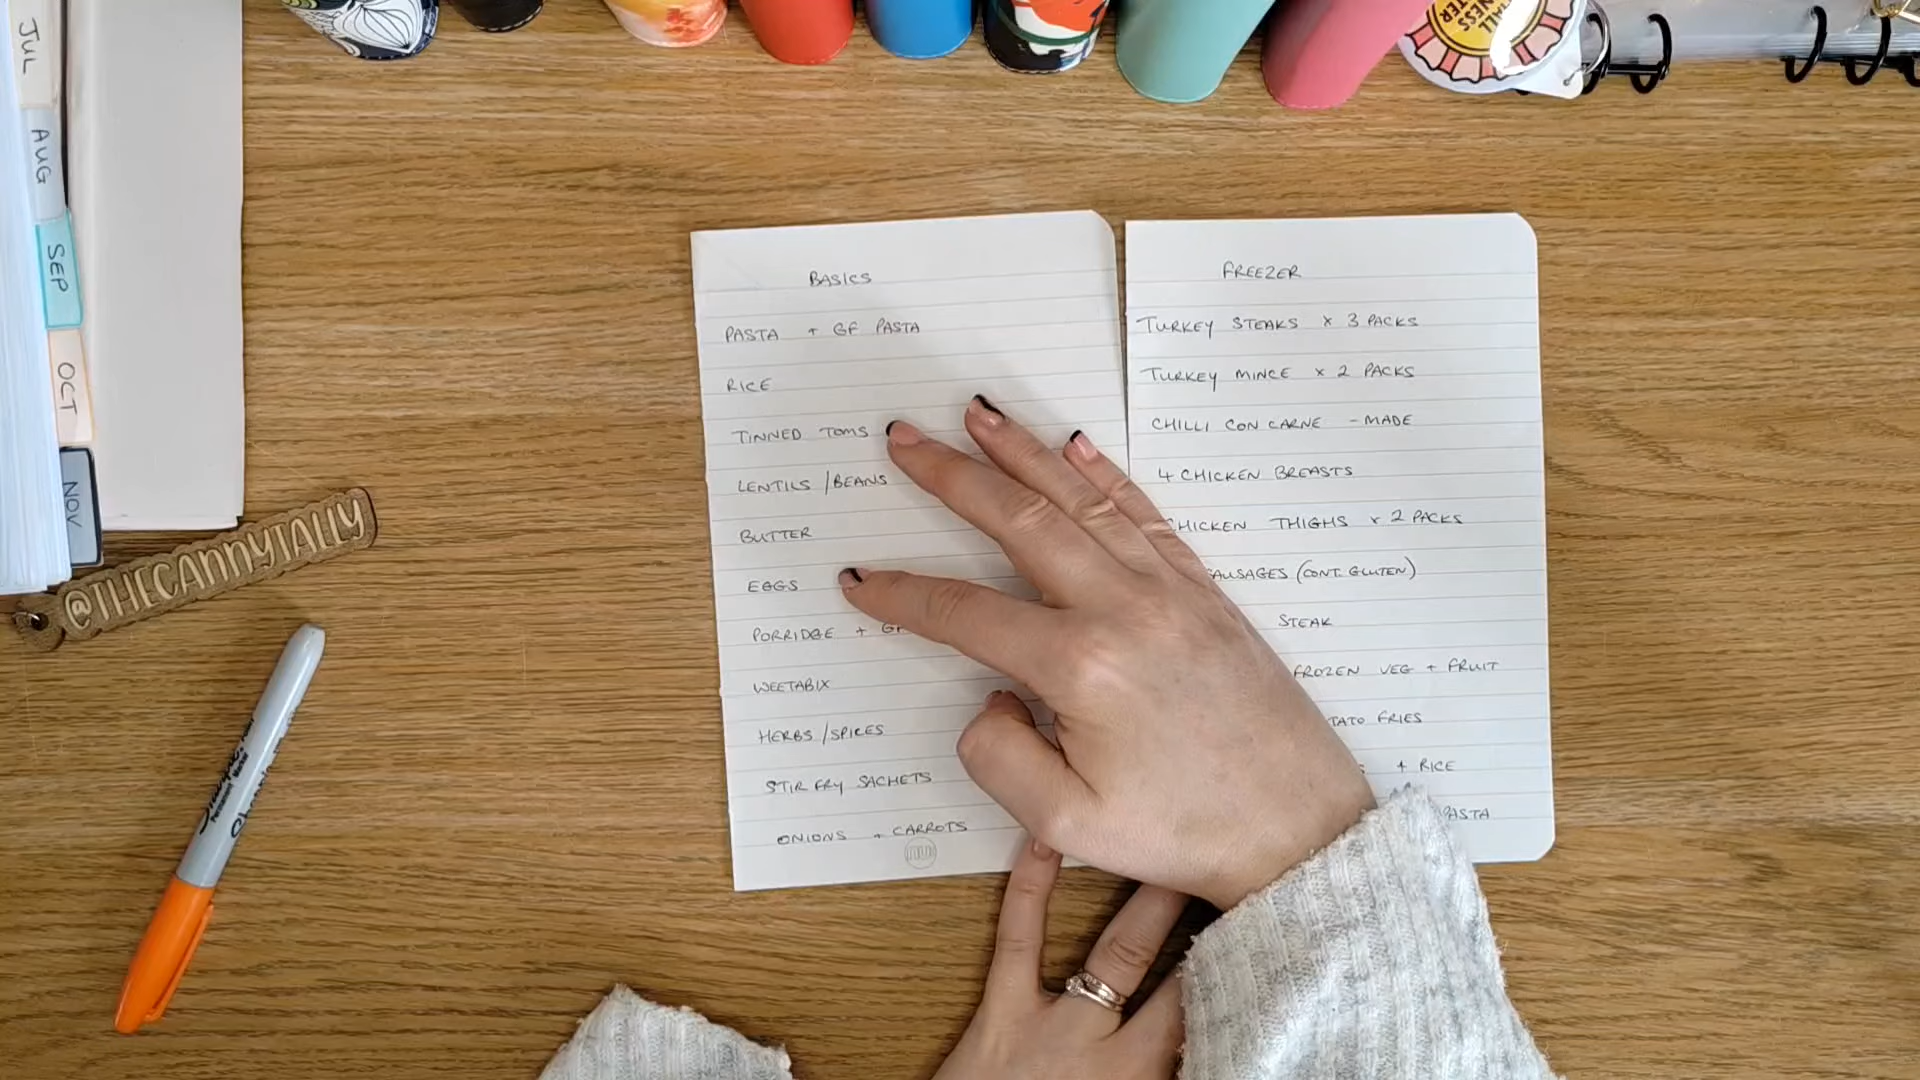 JUL
AUG
SEP
OCT
NOV
@THECANNYTALLY
BASICS
PASTA + GF PASTA
RICE
TINNED TOMS
LENTILS / BEANS
BUTTER
EGGS
PORRIDGE + GF
WEETABIX
HERBS / SPICES
STIR FRY SACHETS
ONIONS + CARROTS
FREEZER
TURKEY STEAKS x 3 PACKS
TURKEY MINCE x 2 PACKS
CHILLI CON CARNE - MADE
4 CHICKEN BREASTS
CHICKEN THIGHS x 2 PACKS
SAUSAGES (CONT. GLUTEN)
STEAK
FROZEN VEG + FRUIT
TATO FRIES
+ RICE
PASTA